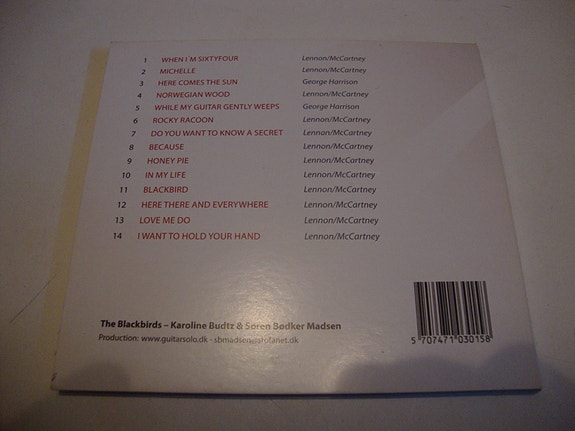 1 WHEN I´M SIXTYFOUR Lennon/McCartney
2 MICHELLE Lennon/McCartney
3 HERE COMES THE SUN George Harrison
4 NORWEGIAN WOOD Lennon/McCartney
5 WHILE MY GUITAR GENTLY WEEPS George Harrison
6 ROCKY RACOON Lennon/McCartney
7 DO YOU WANT TO KNOW A SECRET Lennon/McCartney
8 BECAUSE Lennon/McCartney
9 HONEY PIE Lennon/McCartney
10 IN MY LIFE Lennon/McCartney
11 BLACKBIRD Lennon/McCartney
12 HERE THERE AND EVERYWHERE Lennon/McCartney
13 LOVE ME DO Lennon/McCartney
14 I WANT TO HOLD YOUR HAND Lennon/McCartney
The Blackbirds – Karoline Budtz & Søren Bødker Madsen
Production: www.guitarsolo.dk - sbmadsen@profanet.dk
5 707471 030158